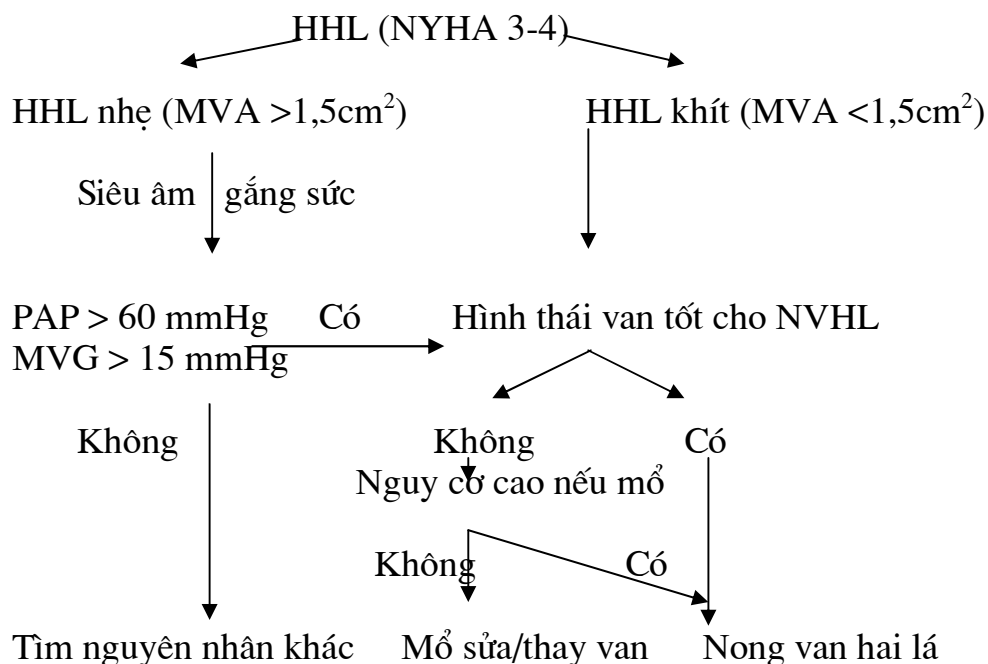 HHL (NYHA 3-4)
HHL nhẹ (MVA >1,5cm²) HHL khít (MVA <1,5cm²)
Siêu âm gắng sức
PAP > 60 mmHg Có Hình thái van tốt cho NVHL
MVG > 15 mmHg
Không Không Có
Nguy cơ cao nếu mổ
Không Có
Tìm nguyên nhân khác Mổ sửa/thay van Nong van hai lá